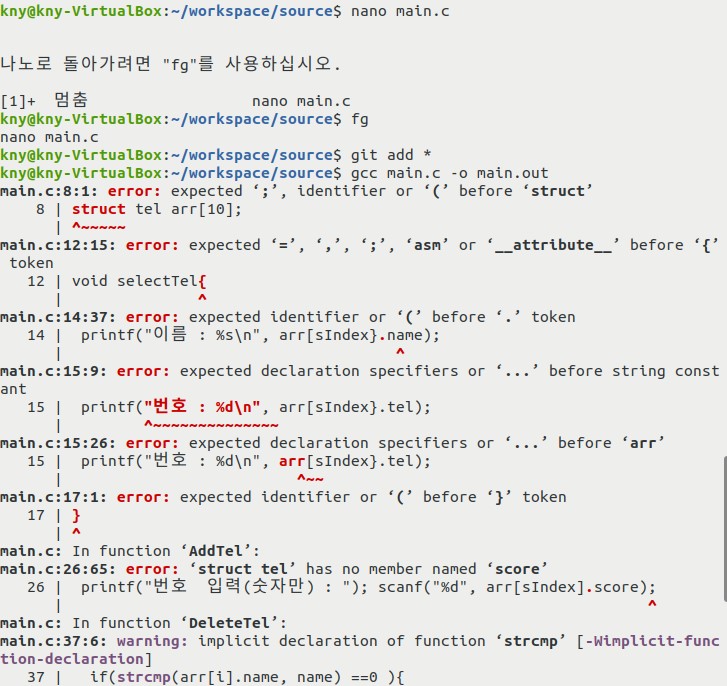 kny@kny-VirtualBox:~/workspace/source$ nano main.c
나노로 돌아가려면 "fg"를 사용하십시오.
[1]+  멈춤                  nano main.c
kny@kny-VirtualBox:~/workspace/source$ fg
nano main.c
kny@kny-VirtualBox:~/workspace/source$ git add *
kny@kny-VirtualBox:~/workspace/source$ gcc main.c -o main.out
main.c:8:1: error: expected ‘;’, identifier or ‘(’ before ‘struct’
    8 | struct tel arr[10];
      | ^~~~~~
main.c:12:15: error: expected ‘=’, ‘,’, ‘;’, ‘asm’ or ‘__attribute__’ before ‘{’
 token
   12 | void selectTel{
      |               ^
main.c:14:37: error: expected identifier or ‘(’ before ‘.’ token
   14 |  printf("이름 : %s\n", arr[sIndex}.name);
      |                                     ^
main.c:15:9: error: expected declaration specifiers or ‘...’ before string const
ant
   15 |  printf("번호 : %d\n", arr[sIndex}.tel);
      |         ^~~~~~~~~~~~~~~
main.c:15:26: error: expected declaration specifiers or ‘...’ before ‘arr’
   15 |  printf("번호 : %d\n", arr[sIndex}.tel);
      |                          ^~~
main.c:17:1: error: expected identifier or ‘(’ before ‘}’ token
   17 | }
      | ^
main.c: In function ‘AddTel’:
main.c:26:65: error: ‘struct tel’ has no member named ‘score’
   26 |  printf("번호  입력(숫자만) : "); scanf("%d", arr[sIndex].score);
      |                                                                 ^
main.c: In function ‘DeleteTel’:
main.c:37:6: warning: implicit declaration of function ‘strcmp’ [-Wimplicit-func
tion-declaration]
   37 |   if(strcmp(arr[i].name, name) ==0 ){